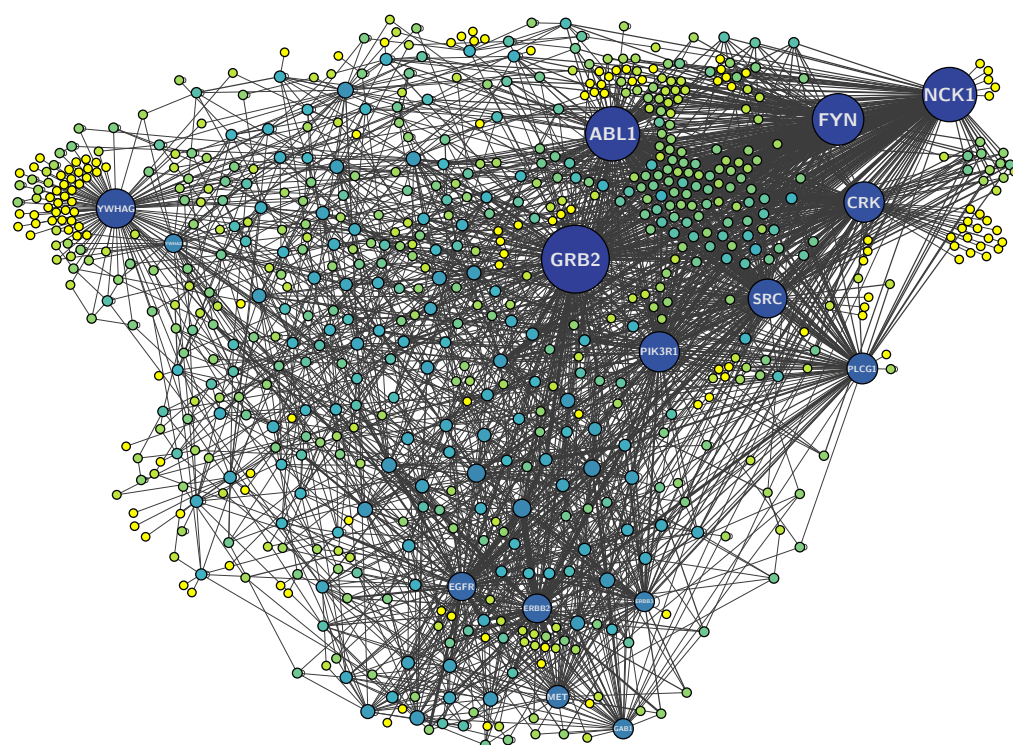 NCK1
FYN
ABL1
CRK
YWHAG
GRB2
SRC
PIK3R1
PLCG1
EGFR
ERBB2
MET
GAB1